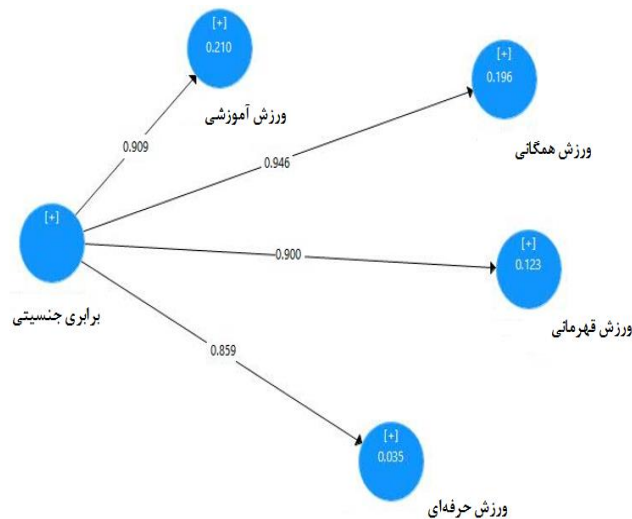 [+]
0.210
ورزش آموزشی
[+]
0.196
ورزش همگانی
0.909
0.946
[+]
برابری جنسیتی
0.900
[+]
0.123
ورزش قهرمانی
0.859
[+]
0.035
ورزش حرفه‌ای